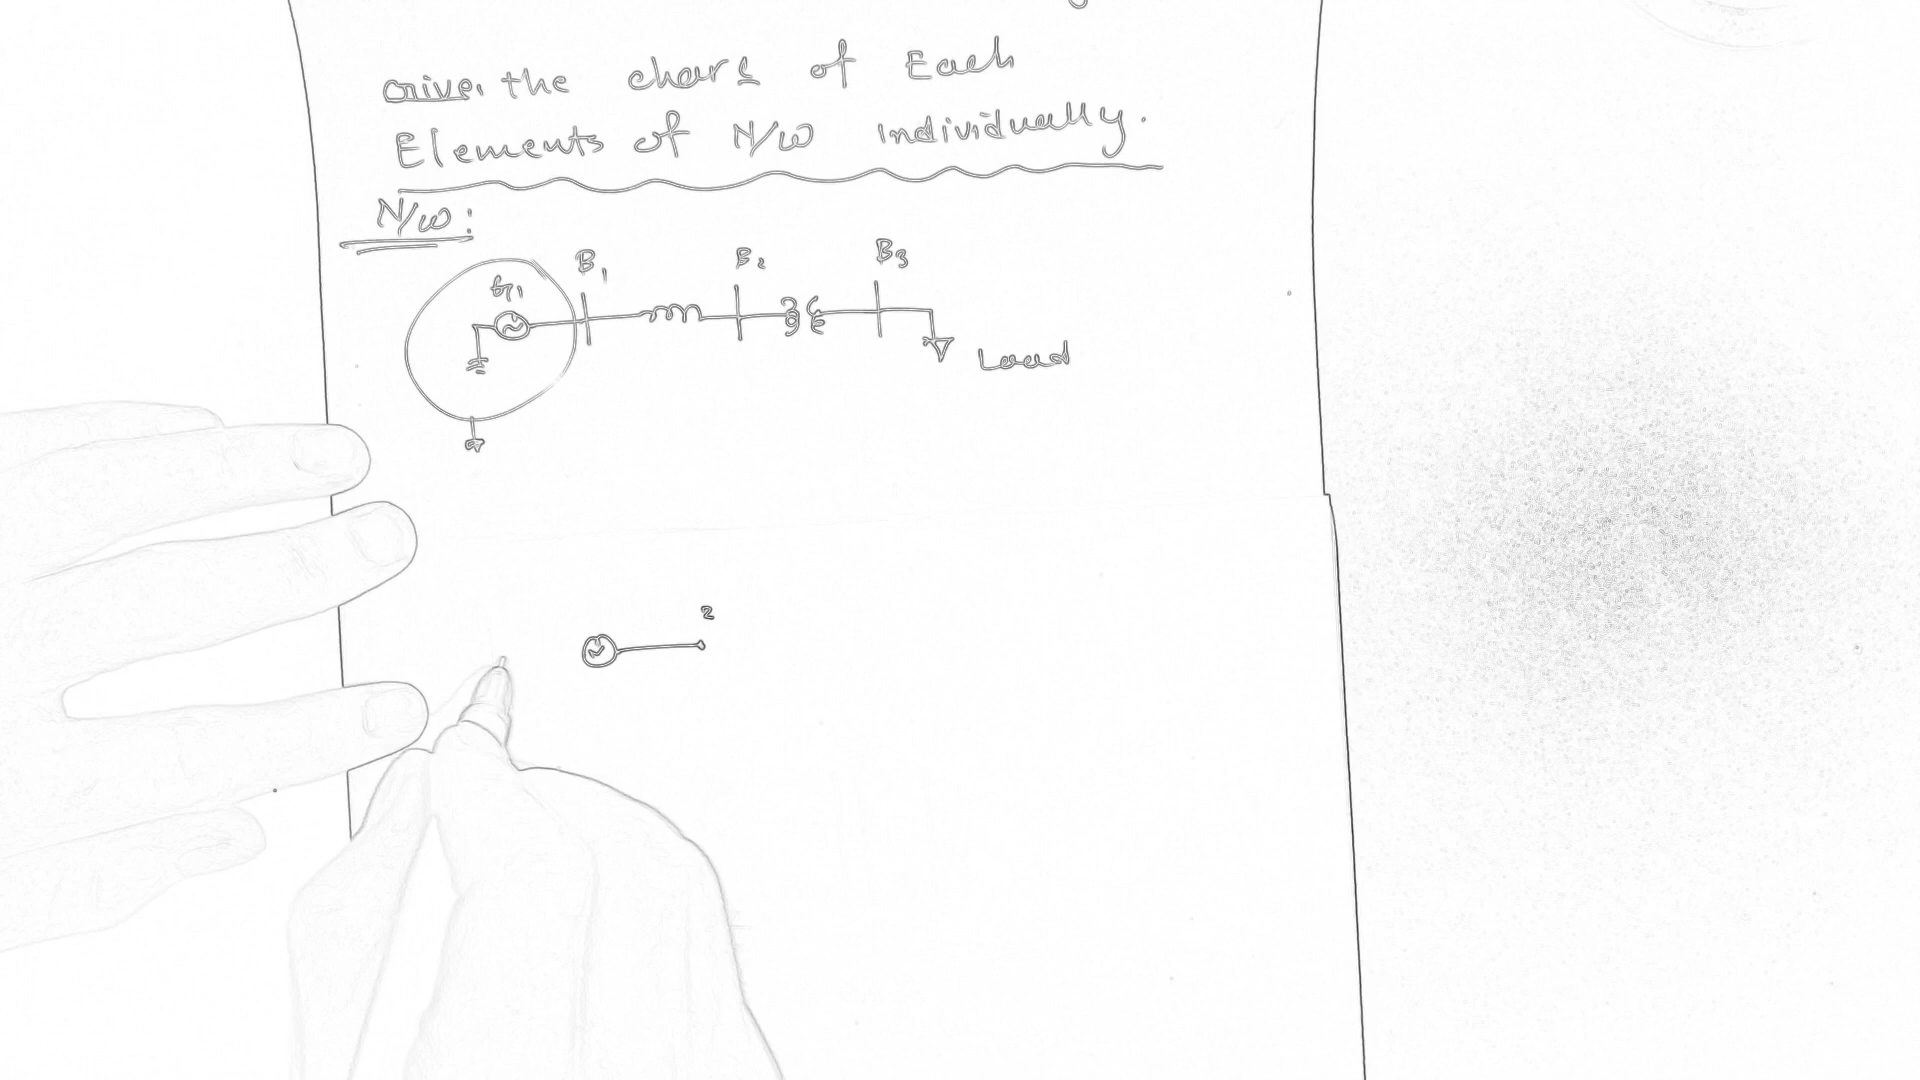 Give the chars of Each
Elements of N/W individually.
N/W:
G1 B1 B2 B3
Load
a
2